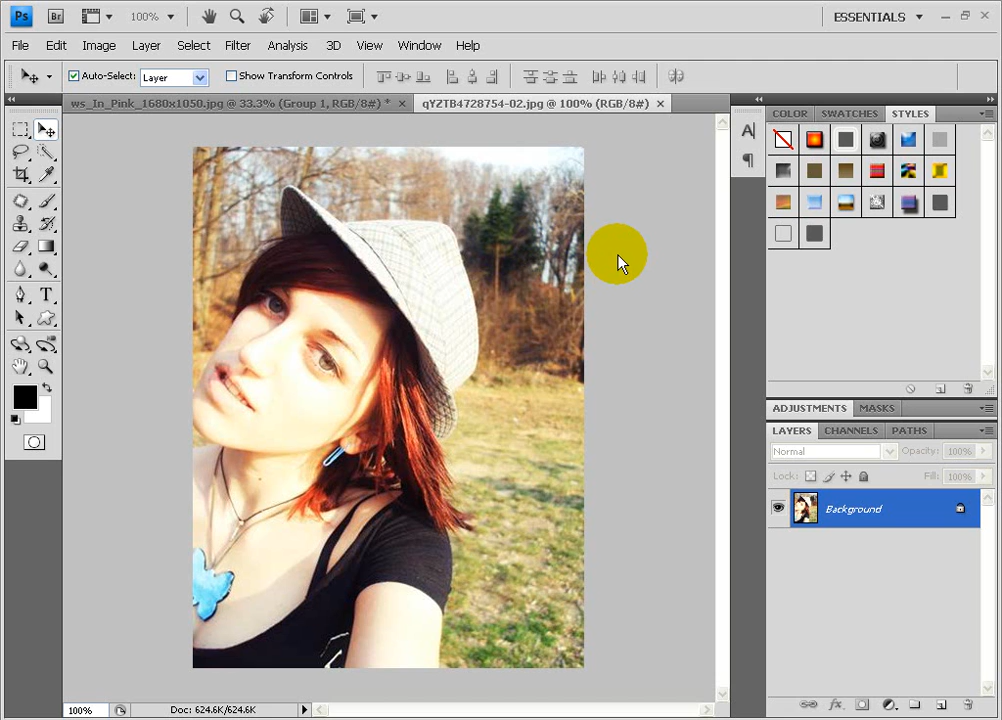 Ps Br 100% ESSENTIALS
File Edit Image Layer Select Filter Analysis 3D View Window Help
Auto-Select: Layer Show Transform Controls
ws_In_Pink_1680x1050.jpg @ 33.3% (Group 1, RGB/8#) * × qYZTB4728754-02.jpg @ 100% (RGB/8#) ×
COLOR SWATCHES STYLES
A
T
ADJUSTMENTS MASKS
LAYERS CHANNELS PATHS
Normal Opacity: 100%
Lock: Fill: 100%
Background
100% Doc: 624.6K/624.6K